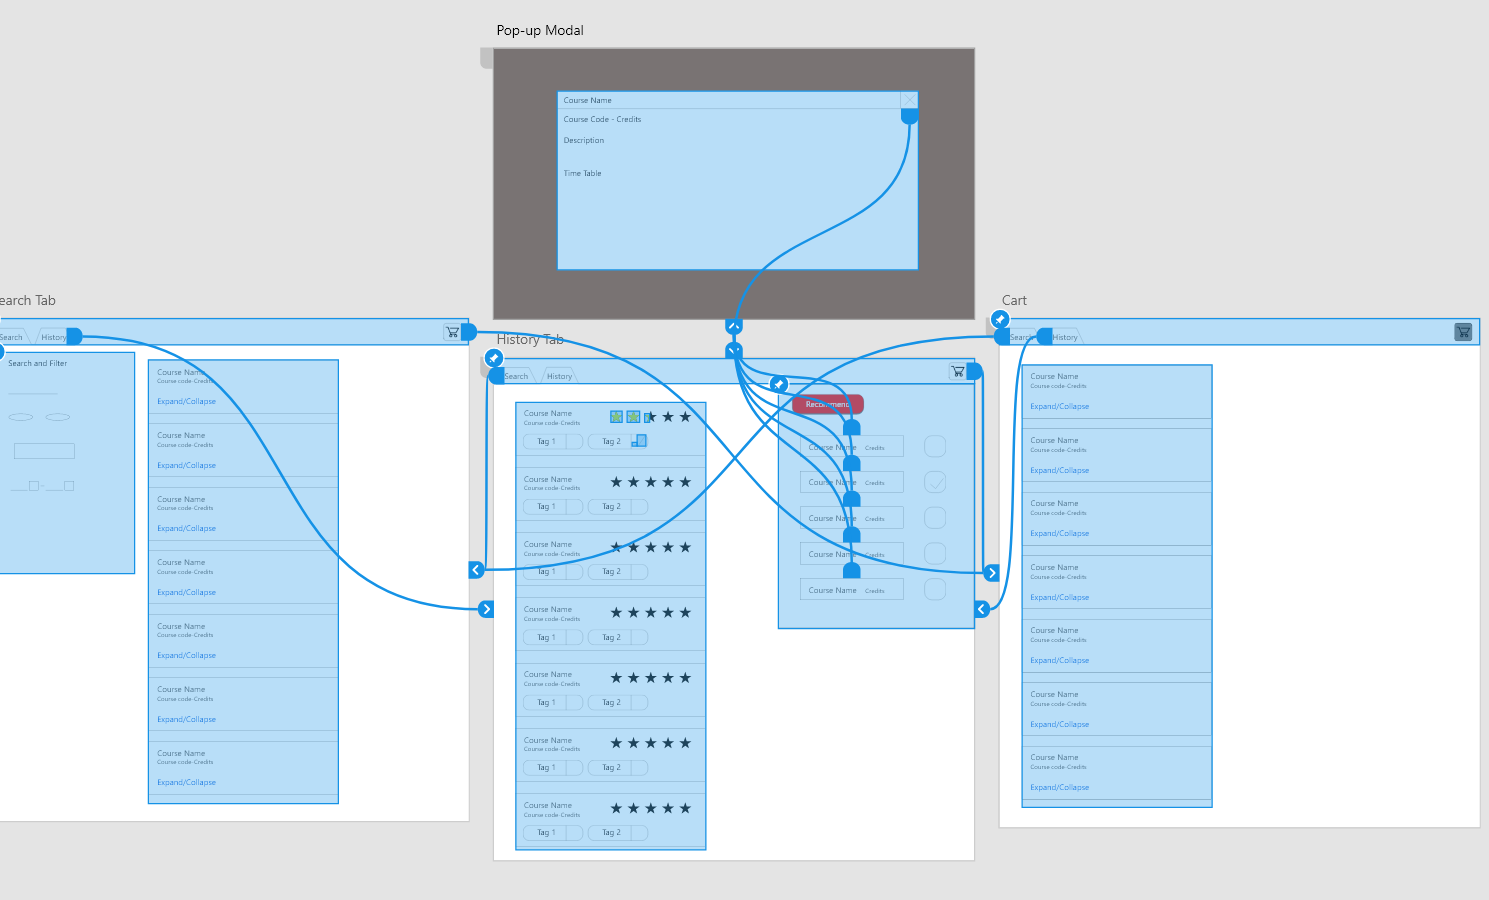 Pop-up Modal
Course Name
Course Code - Credits
Description
Time Table
earch Tab
Search
History
Search and Filter
Course Name
Course code-Credits
Expand/Collapse
Course Name
Course code-Credits
Expand/Collapse
Course Name
Course code-Credits
Expand/Collapse
Course Name
Course code-Credits
Expand/Collapse
Course Name
Course code-Credits
Expand/Collapse
Course Name
Course code-Credits
Expand/Collapse
Course Name
Course code-Credits
Expand/Collapse
History Tab
Search
History
Course Name
Course code-Credits
Tag 1
Tag 2
Course Name
Course code-Credits
Tag 1
Tag 2
Course Name
Course code-Credits
Tag 1
Tag 2
Course Name
Course code-Credits
Tag 1
Tag 2
Course Name
Course code-Credits
Tag 1
Tag 2
Course Name
Course code-Credits
Tag 1
Tag 2
Course Name
Course code-Credits
Tag 1
Tag 2
Recommend
Course Name Credits
Course Name Credits
Course Name Credits
Course Name Credits
Course Name Credits
Cart
Search
History
Course Name
Course code-Credits
Expand/Collapse
Course Name
Course code-Credits
Expand/Collapse
Course Name
Course code-Credits
Expand/Collapse
Course Name
Course code-Credits
Expand/Collapse
Course Name
Course code-Credits
Expand/Collapse
Course Name
Course code-Credits
Expand/Collapse
Course Name
Course code-Credits
Expand/Collapse